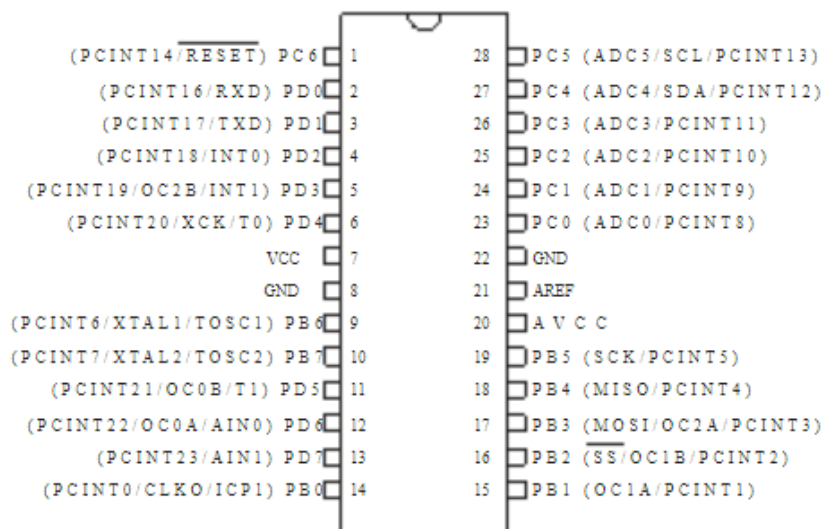 (PCINT14/RESET) PC6 1 28 PC5 (ADC5/SCL/PCINT13)
(PCINT16/RXD) PD0 2 27 PC4 (ADC4/SDA/PCINT12)
(PCINT17/TXD) PD1 3 26 PC3 (ADC3/PCINT11)
(PCINT18/INT0) PD2 4 25 PC2 (ADC2/PCINT10)
(PCINT19/OC2B/INT1) PD3 5 24 PC1 (ADC1/PCINT9)
(PCINT20/XCK/T0) PD4 6 23 PC0 (ADC0/PCINT8)
VCC 7 22 GND
GND 8 21 AREF
(PCINT6/XTAL1/TOSC1) PB6 9 20 AVCC
(PCINT7/XTAL2/TOSC2) PB7 10 19 PB5 (SCK/PCINT5)
(PCINT21/OC0B/T1) PD5 11 18 PB4 (MISO/PCINT4)
(PCINT22/OC0A/AIN0) PD6 12 17 PB3 (MOSI/OC2A/PCINT3)
(PCINT23/AIN1) PD7 13 16 PB2 (SS/OC1B/PCINT2)
(PCINT0/CLKO/ICP1) PB0 14 15 PB1 (OC1A/PCINT1)